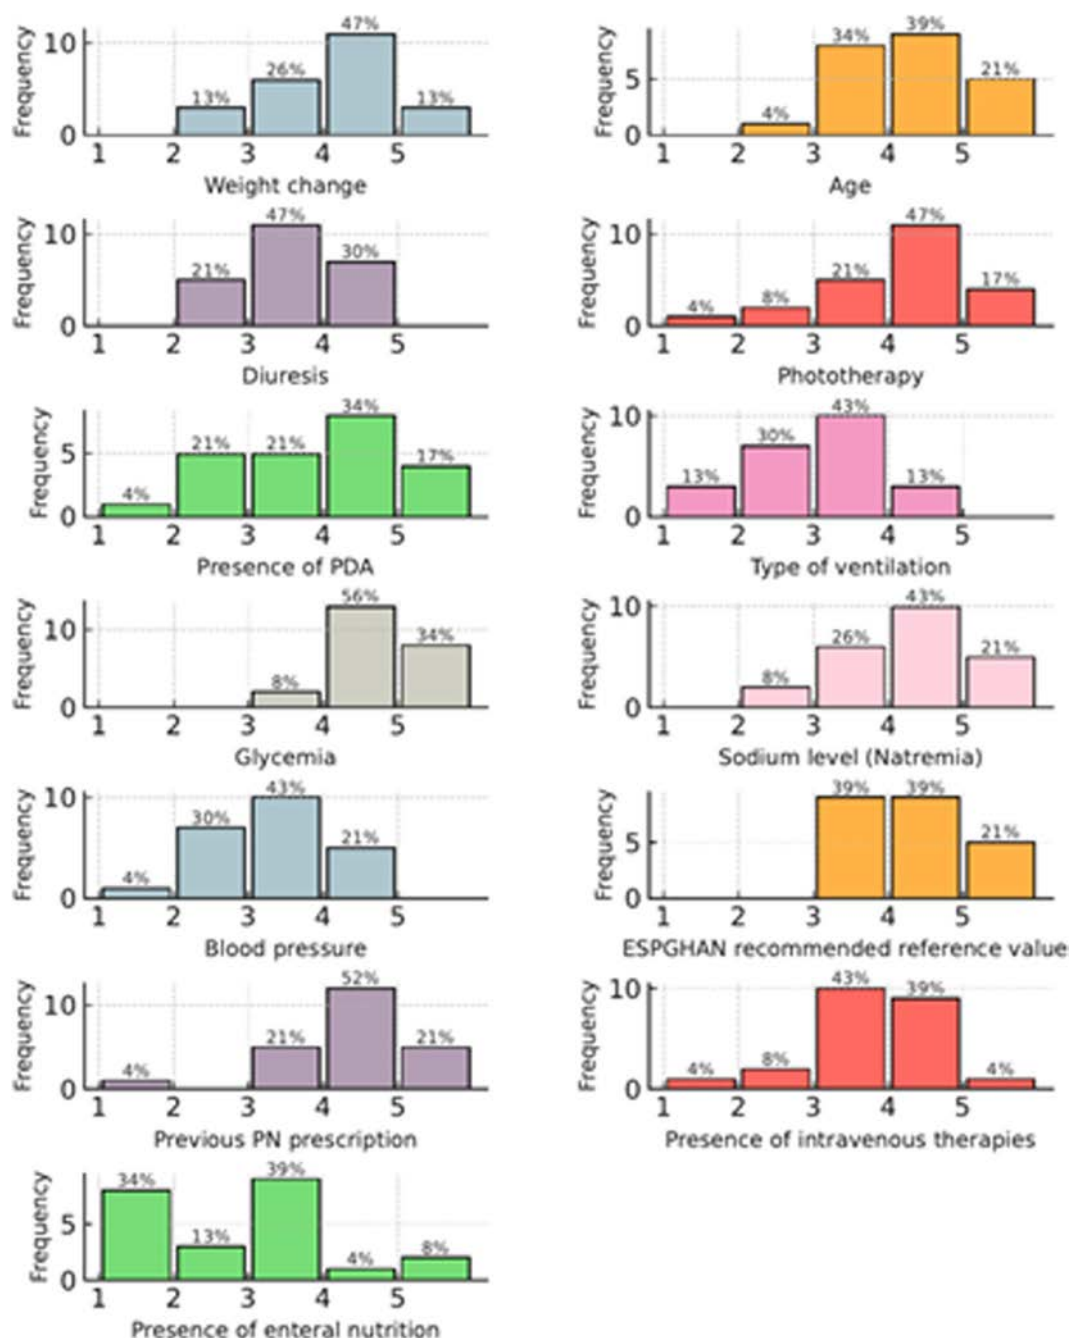 47%
10
26%
13%
13%
Frequency
0
1 2 3 4 5
Weight change
39%
34%
21%
5
4%
Frequency
0
1 2 3 4 5
Age
47%
10
30%
21%
Frequency
0
1 2 3 4 5
Diuresis
47%
10
21%
17%
8%
4%
Frequency
0
1 2 3 4 5
Phototherapy
34%
21%
21%
17%
5
4%
Frequency
0
1 2 3 4 5
Presence of PDA
43%
10
30%
13%
13%
Frequency
0
1 2 3 4 5
Type of ventilation
56%
10
34%
8%
Frequency
0
1 2 3 4 5
Glycemia
43%
10
26%
21%
8%
Frequency
0
1 2 3 4 5
Sodium level (Natremia)
43%
10
30%
21%
4%
Frequency
0
1 2 3 4 5
Blood pressure
39%
39%
21%
5
Frequency
0
1 2 3 4 5
ESPGHAN recommended reference value
52%
10
21%
21%
4%
Frequency
0
1 2 3 4 5
Previous PN prescription
43%
39%
10
8%
4%
4%
Frequency
0
1 2 3 4 5
Presence of intravenous therapies
39%
34%
13%
5
4%
8%
Frequency
0
1 2 3 4 5
Presence of enteral nutrition